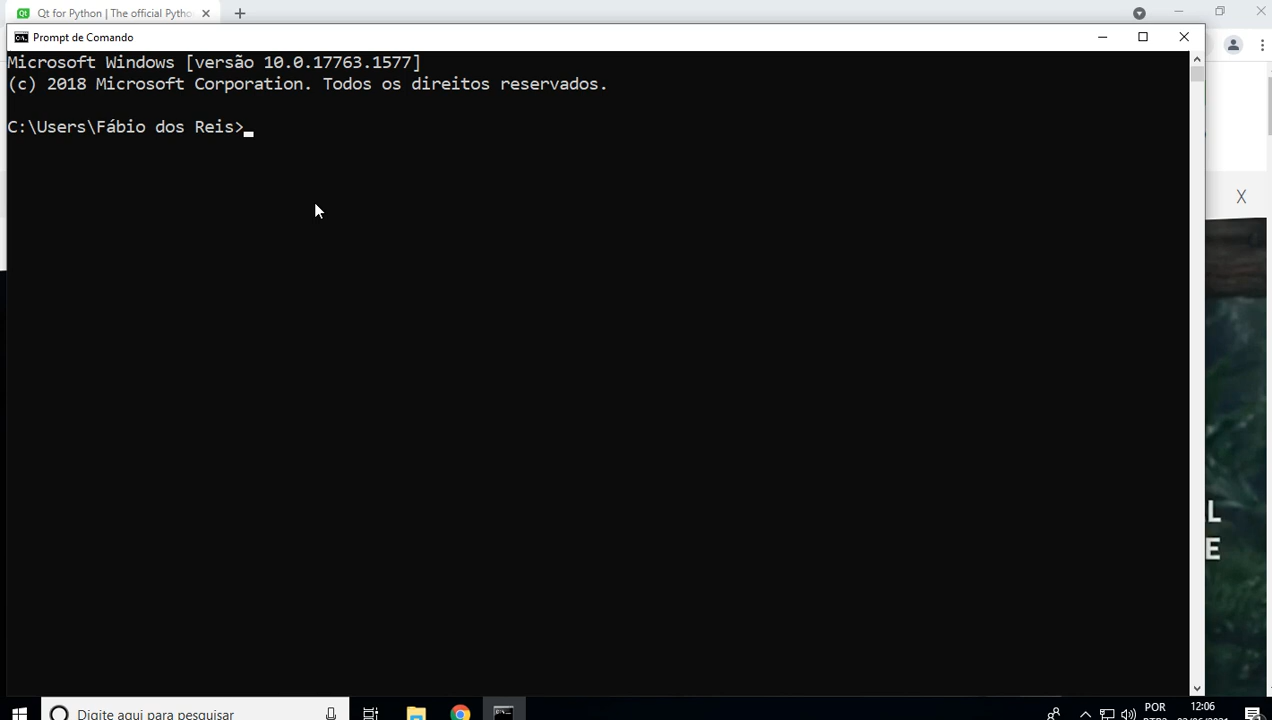 Qt for Python | The official Pytho
Prompt de Comando
Microsoft Windows [versão 10.0.17763.1577]
(c) 2018 Microsoft Corporation. Todos os direitos reservados.
C:\Users\Fábio dos Reis>
X
L
E
Digite aqui para pesquisar
POR
12:06